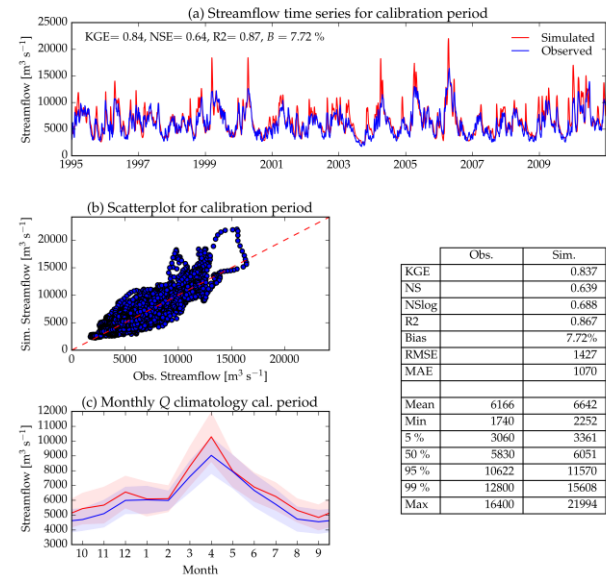 (a) Streamflow time series for calibration period
KGE= 0.84, NSE= 0.64, R2= 0.87, B = 7.72 %
Simulated
Observed
Streamflow [m³ s⁻¹]
25000
20000
15000
10000
5000
0
1995 1997 1999 2001 2003 2005 2007 2009
(b) Scatterplot for calibration period
Sim. Streamflow [m³ s⁻¹]
20000
15000
10000
5000
0
0 5000 10000 15000 20000
Obs. Streamflow [m³ s⁻¹]
(c) Monthly Q climatology cal. period
Streamflow [m³ s⁻¹]
12000
11000
10000
9000
8000
7000
6000
5000
4000
3000
10 11 12 1 2 3 4 5 6 7 8 9
Month
Obs. Sim.
KGE 0.837
NS 0.639
NSlog 0.688
R2 0.867
Bias 7.72%
RMSE 1427
MAE 1070
Mean 6166 6642
Min 1740 2252
5 % 3060 3361
50 % 5830 6051
95 % 10622 11570
99 % 12800 15608
Max 16400 21994